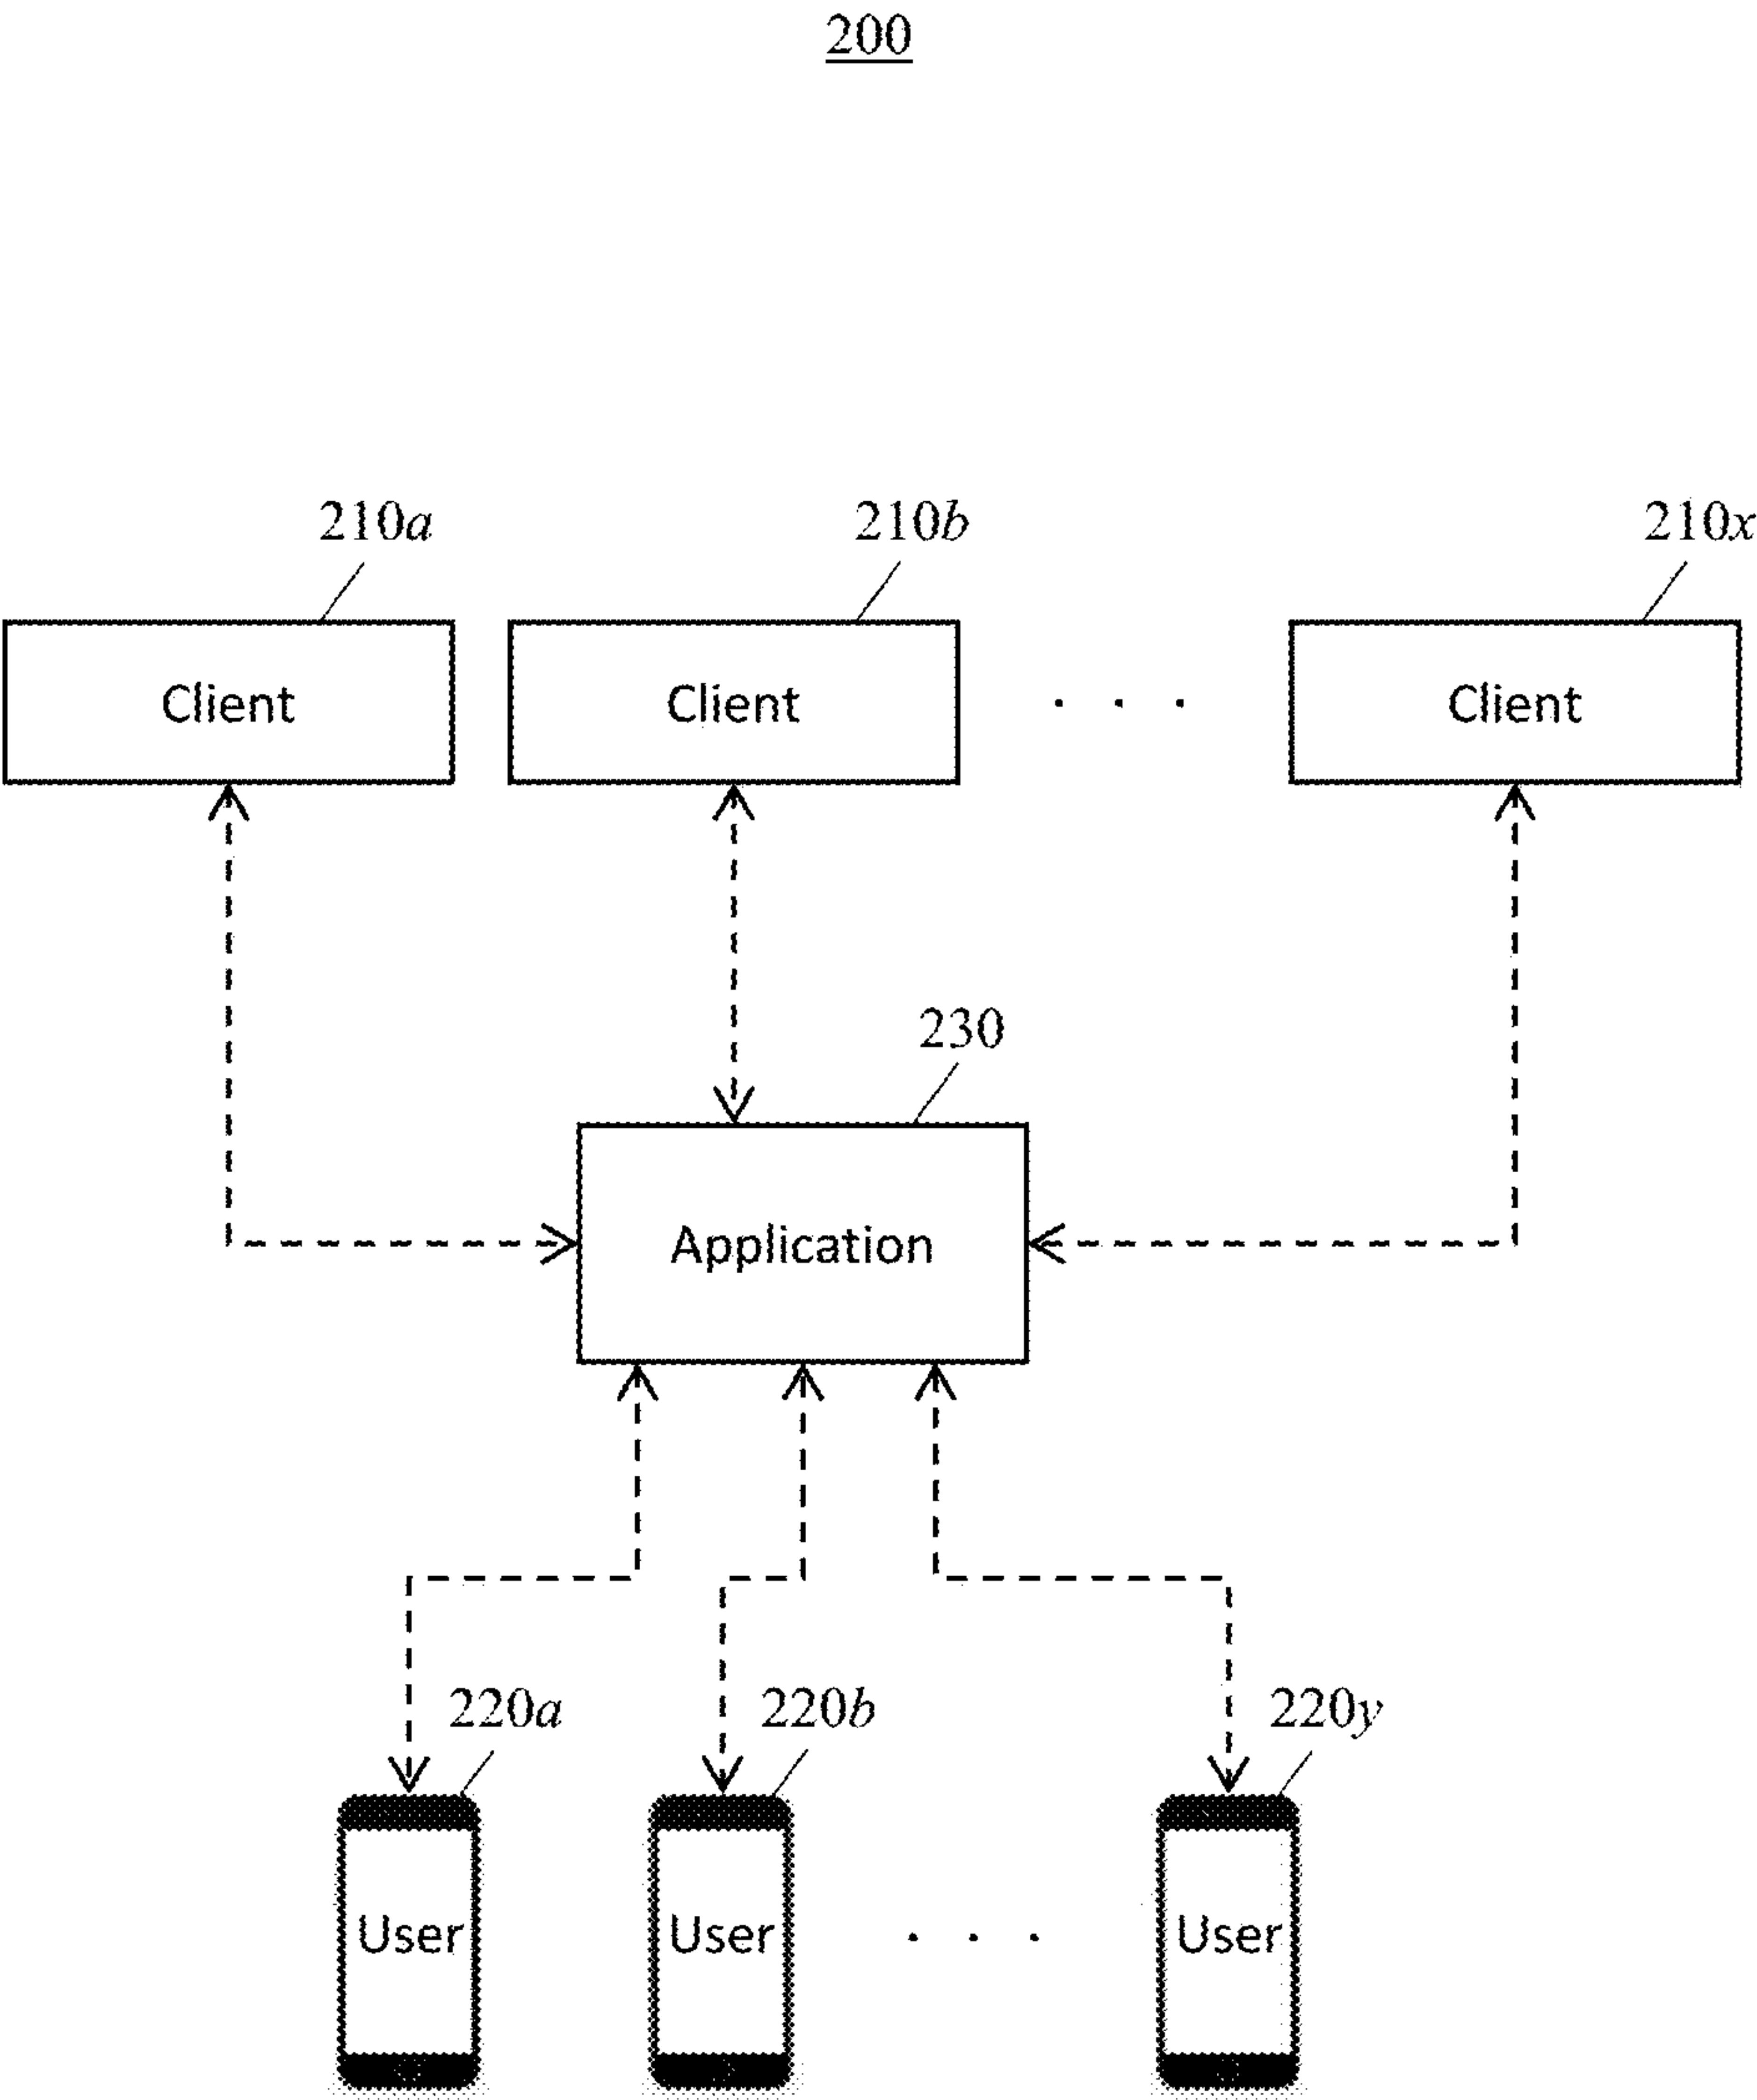 200
210a 210b 210x
Client Client . . . Client
230
Application
220a 220b 220y
User User . . . User